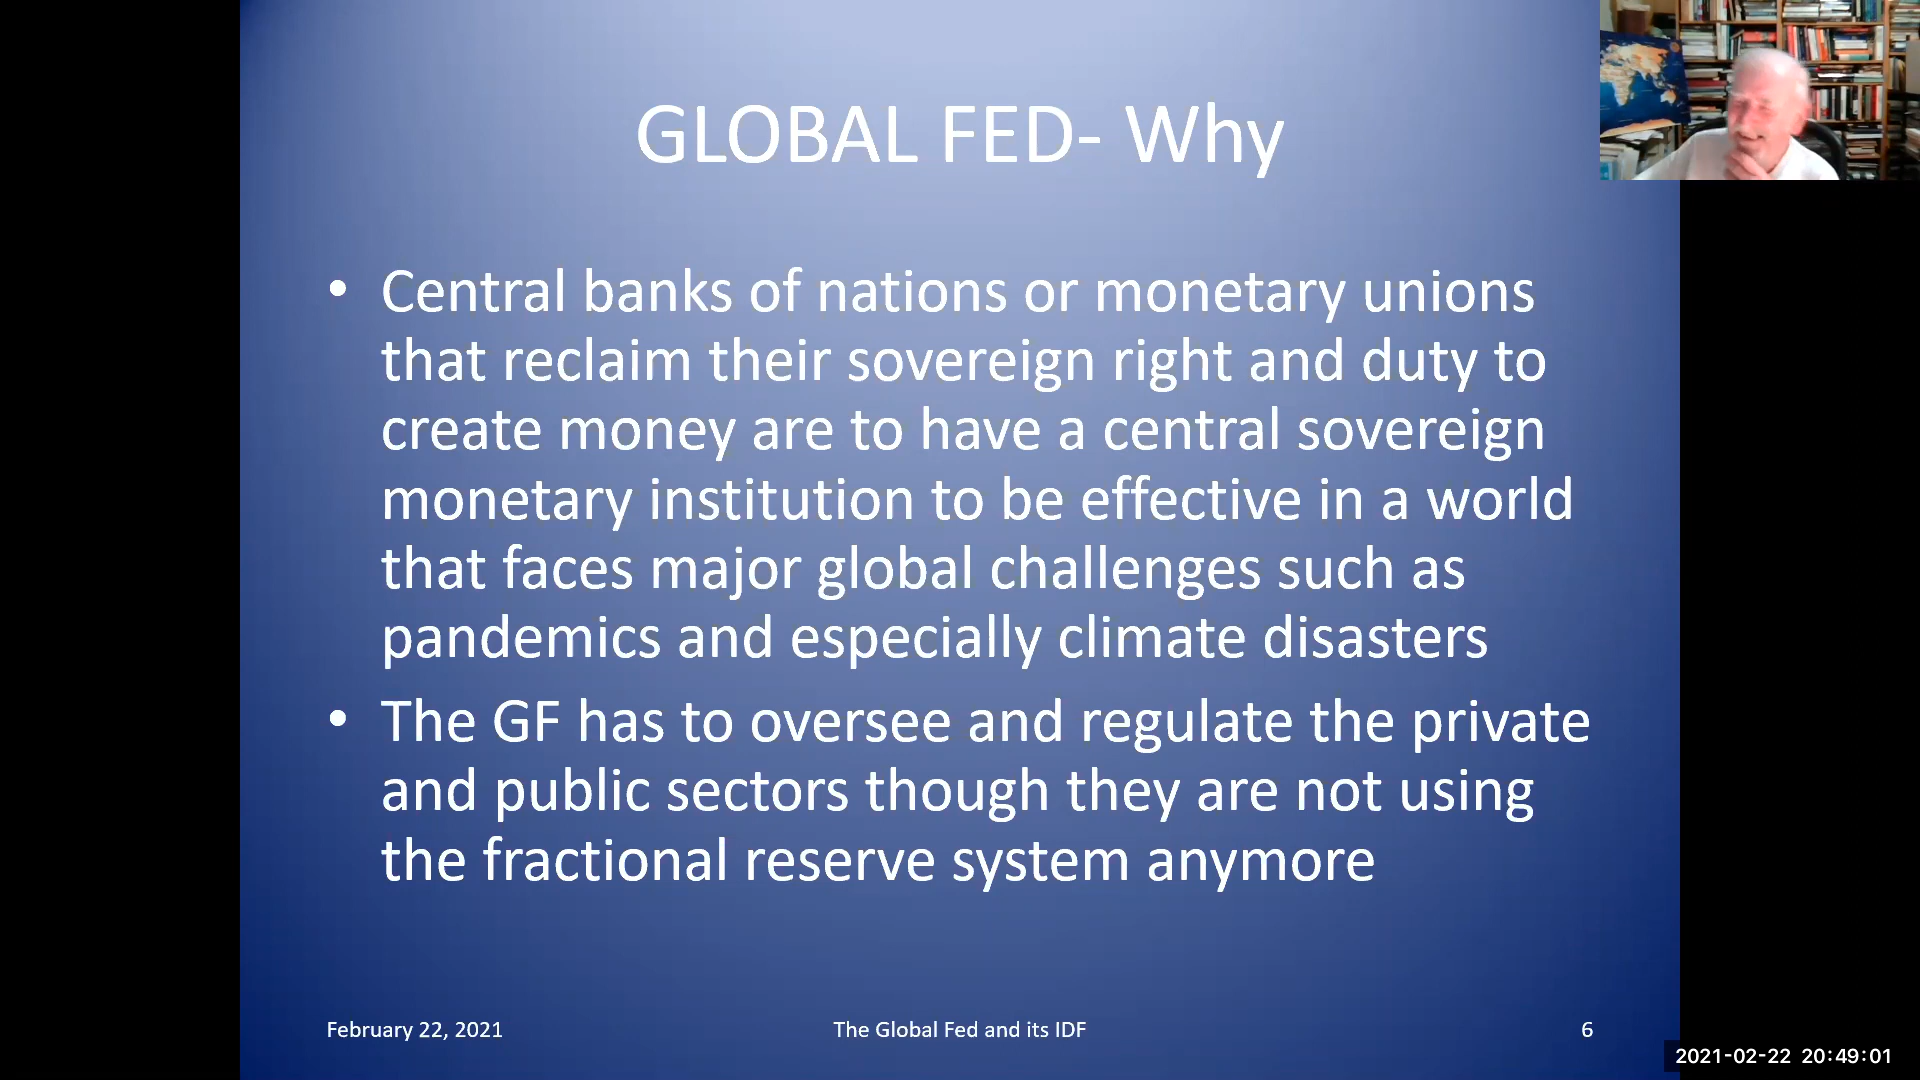 GLOBAL FED- Why
• Central banks of nations or monetary unions
that reclaim their sovereign right and duty to
create money are to have a central sovereign
monetary institution to be effective in a world
that faces major global challenges such as
pandemics and especially climate disasters
• The GF has to oversee and regulate the private
and public sectors though they are not using
the fractional reserve system anymore
February 22, 2021
The Global Fed and its IDF
6
2021-02-22 20:49:01